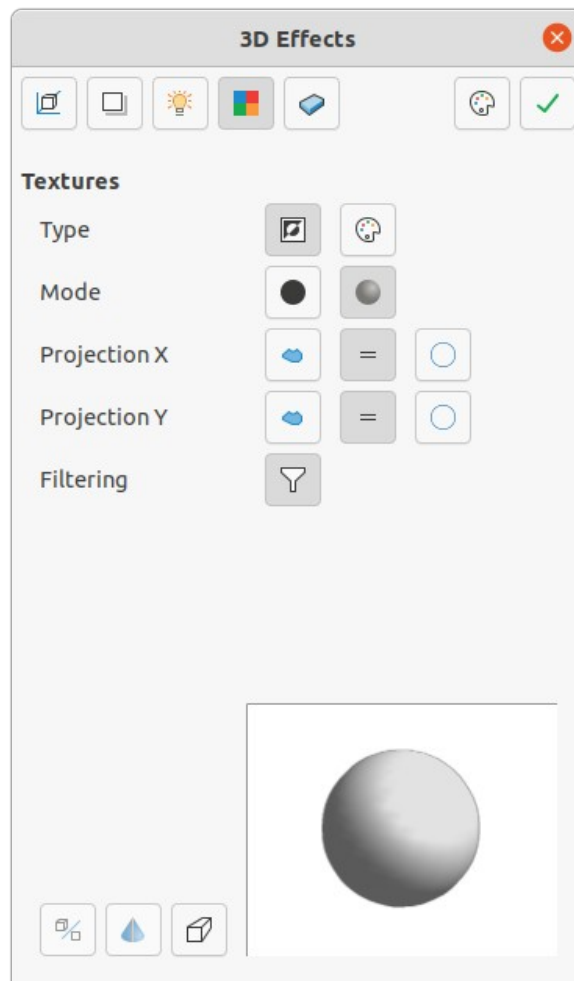 3D Effects
Textures
Type
Mode
Projection X
Projection Y
Filtering